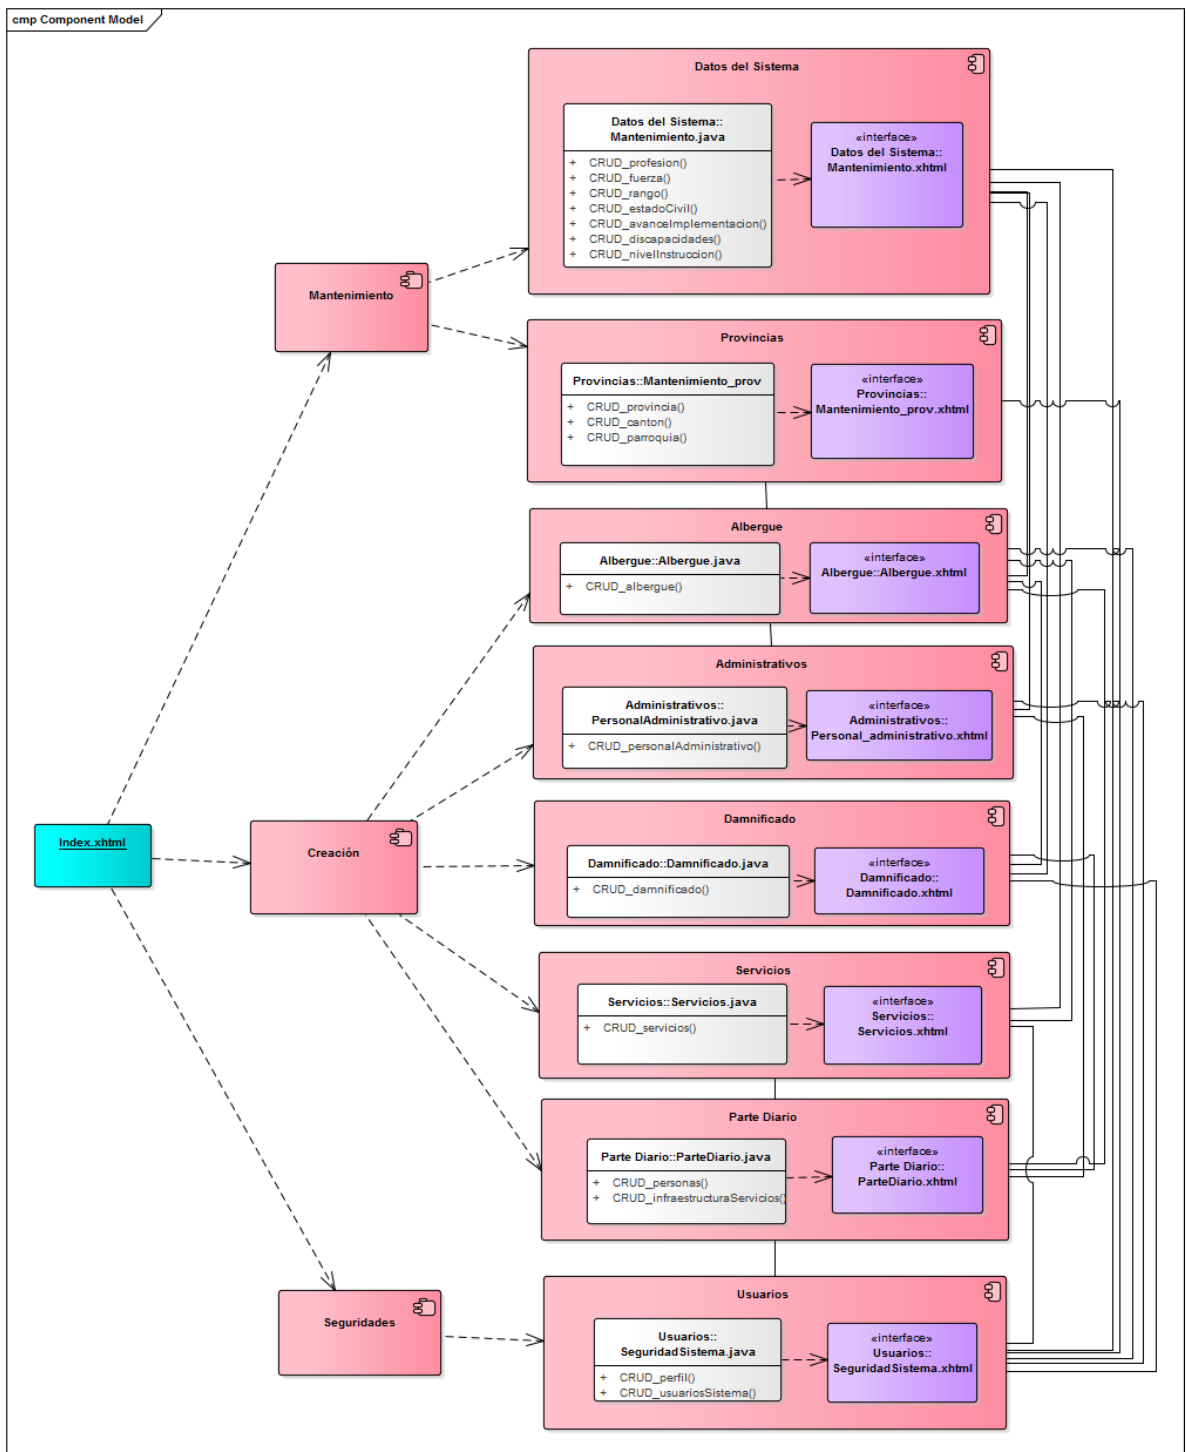 cmp Component Model
Datos del Sistema
Datos del Sistema::
Mantenimiento.java
+ CRUD_profesion()
+ CRUD_fuerza()
+ CRUD_rango()
+ CRUD_estadoCivil()
+ CRUD_avanceImplementacion()
+ CRUD_discapacidades()
+ CRUD_nivelInstruccion()
«interface»
Datos del Sistema::
Mantenimiento.xhtml
Mantenimiento
Provincias
Provincias::Mantenimiento_prov
+ CRUD_provincia()
+ CRUD_canton()
+ CRUD_parroquia()
«interface»
Provincias::
Mantenimiento_prov.xhtml
Albergue
Albergue::Albergue.java
+ CRUD_albergue()
«interface»
Albergue::Albergue.xhtml
Administrativos
Administrativos::
PersonalAdministrativo.java
+ CRUD_personalAdministrativo()
«interface»
Administrativos::
Personal_administrativo.xhtml
Index.xhtml
Creación
Damnificado
Damnificado::Damnificado.java
+ CRUD_damnificado()
«interface»
Damnificado::
Damnificado.xhtml
Servicios
Servicios::Servicios.java
+ CRUD_servicios()
«interface»
Servicios::
Servicios.xhtml
Parte Diario
Parte Diario::ParteDiario.java
+ CRUD_personas()
+ CRUD_infraestructuraServicios()
«interface»
Parte Diario::
ParteDiario.xhtml
Seguridades
Usuarios
Usuarios::
SeguridadSistema.java
+ CRUD_perfil()
+ CRUD_usuariosSistema()
«interface»
Usuarios::
SeguridadSistema.xhtml